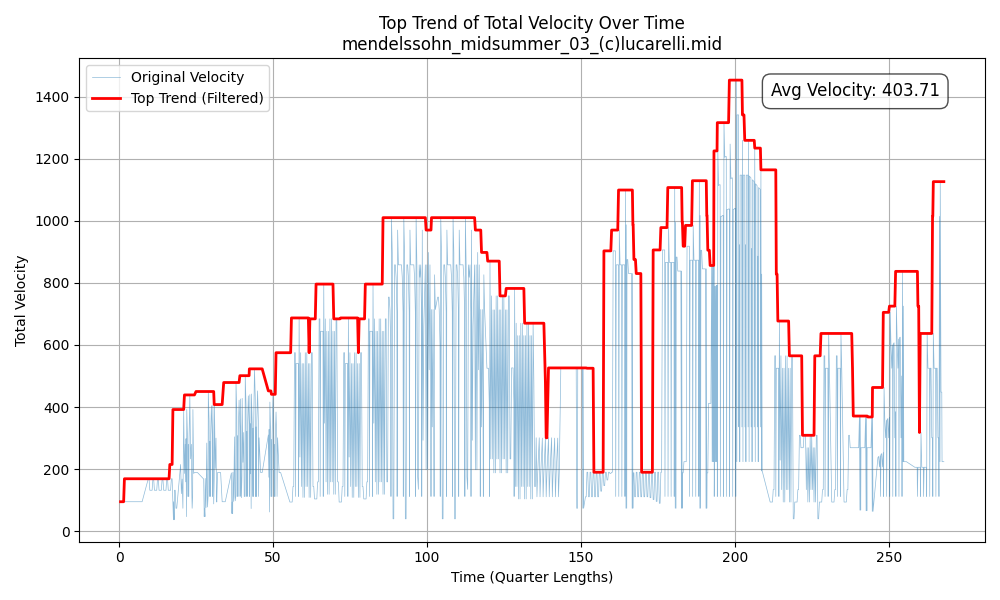 Top Trend of Total Velocity Over Time
mendelssohn_midsummer_03_(c)lucarelli.mid
Original Velocity
Top Trend (Filtered)
Avg Velocity: 403.71
Total Velocity
1400
1200
1000
800
600
400
200
0
0 50 100 150 200 250
Time (Quarter Lengths)